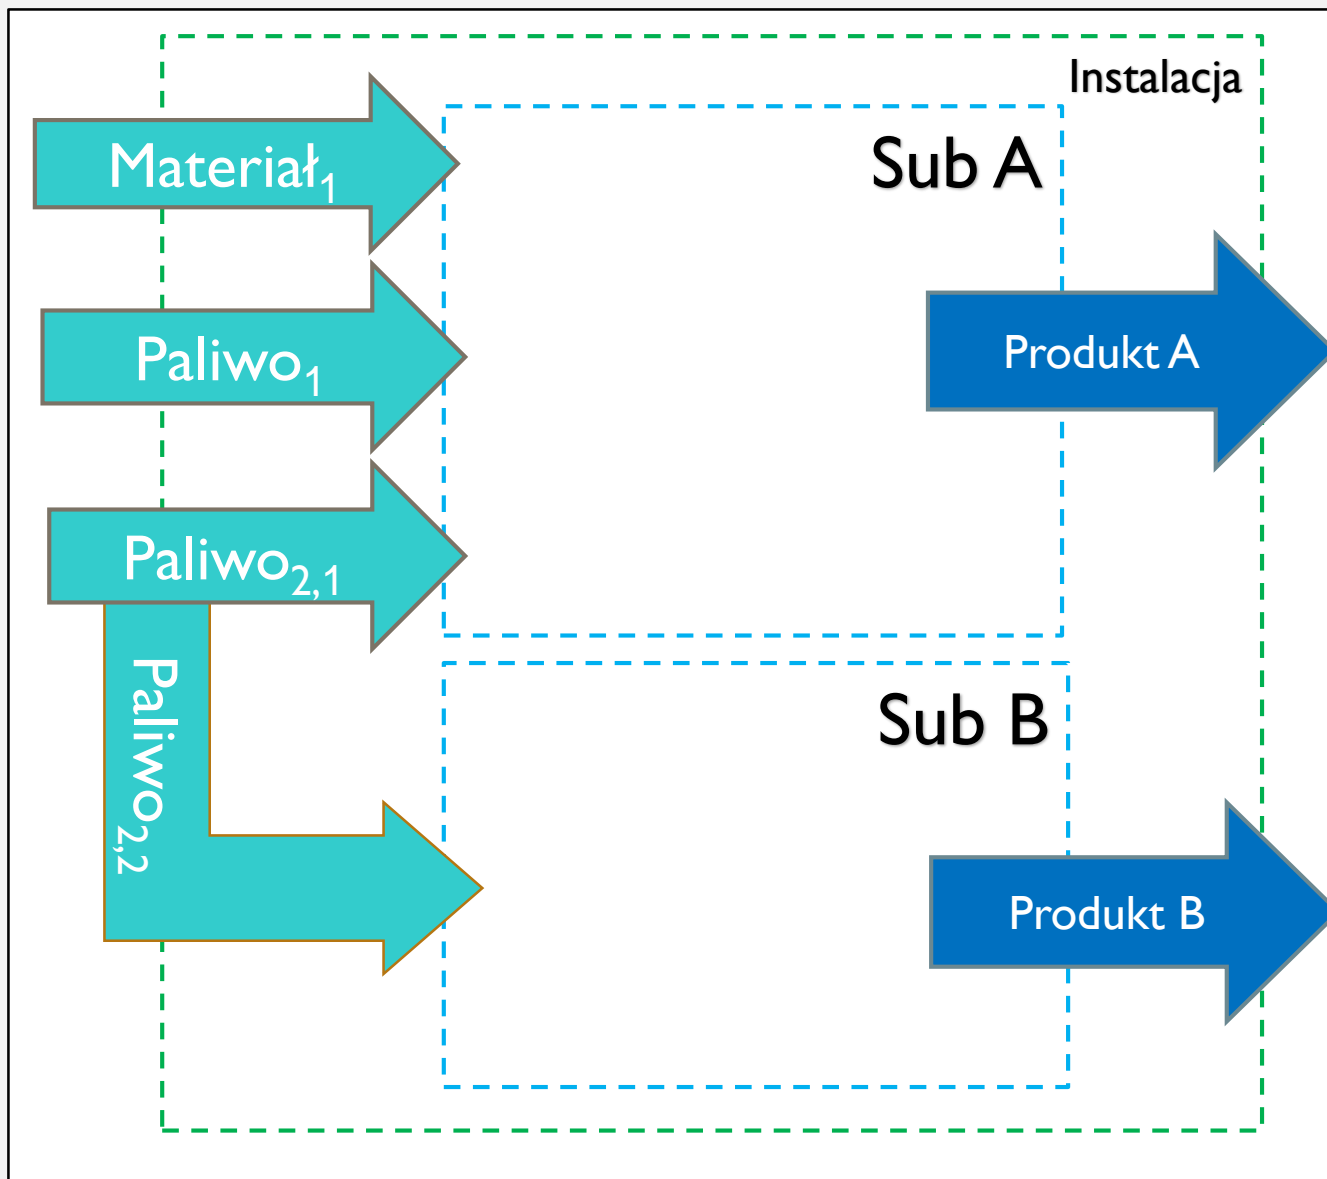 Instalacja
Materiał₁
Sub A
Paliwo₁
Produkt A
Paliwo₂,₁
Paliwo₂,₂
Sub B
Produkt B